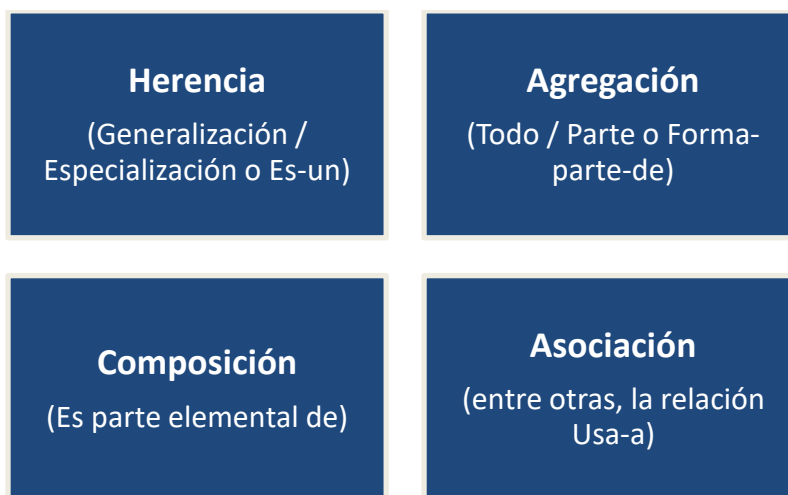 Herencia
(Generalización /
Especialización o Es-un)
Agregación
(Todo / Parte o Forma-
parte-de)
Composición
(Es parte elemental de)
Asociación
(entre otras, la relación
Usa-a)